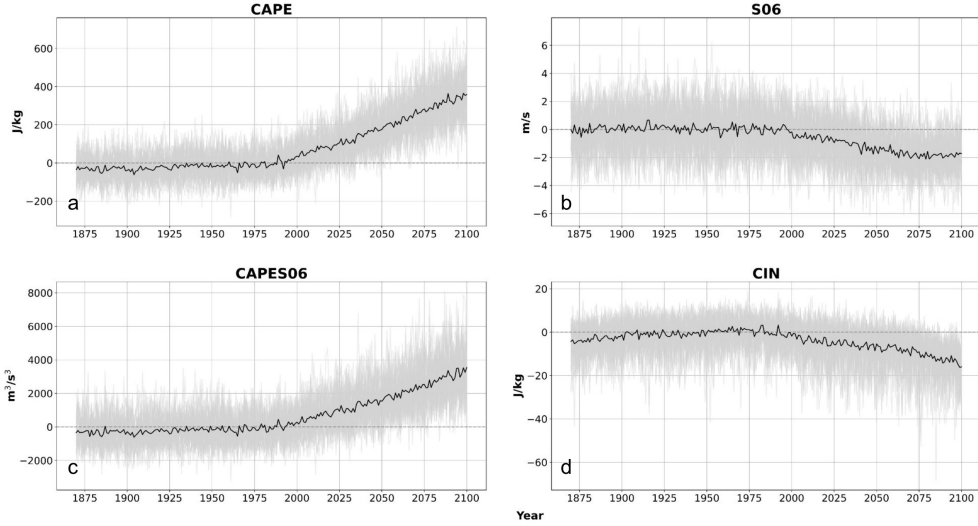 CAPE
J/kg
600
400
200
0
−200
a
1875 1900 1925 1950 1975 2000 2025 2050 2075 2100
S06
m/s
6
4
2
0
−2
−4
−6
b
1875 1900 1925 1950 1975 2000 2025 2050 2075 2100
CAPES06
m³/s³
8000
6000
4000
2000
0
−2000
c
1875 1900 1925 1950 1975 2000 2025 2050 2075 2100
CIN
J/kg
20
0
−20
−40
−60
d
1875 1900 1925 1950 1975 2000 2025 2050 2075 2100
Year